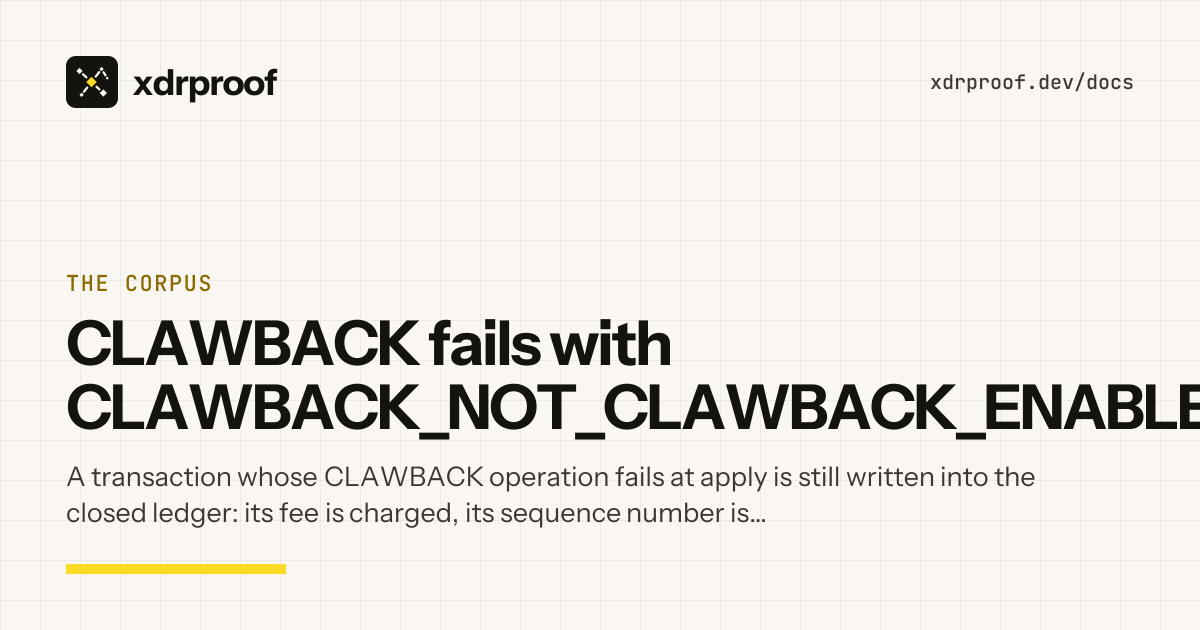 xdrproof
xdrproof.dev/docs
THE CORPUS
CLAWBACK fails with
CLAWBACK_NOT_CLAWBACK_ENABLE
A transaction whose CLAWBACK operation fails at apply is still written into the
closed ledger: its fee is charged, its sequence number is...